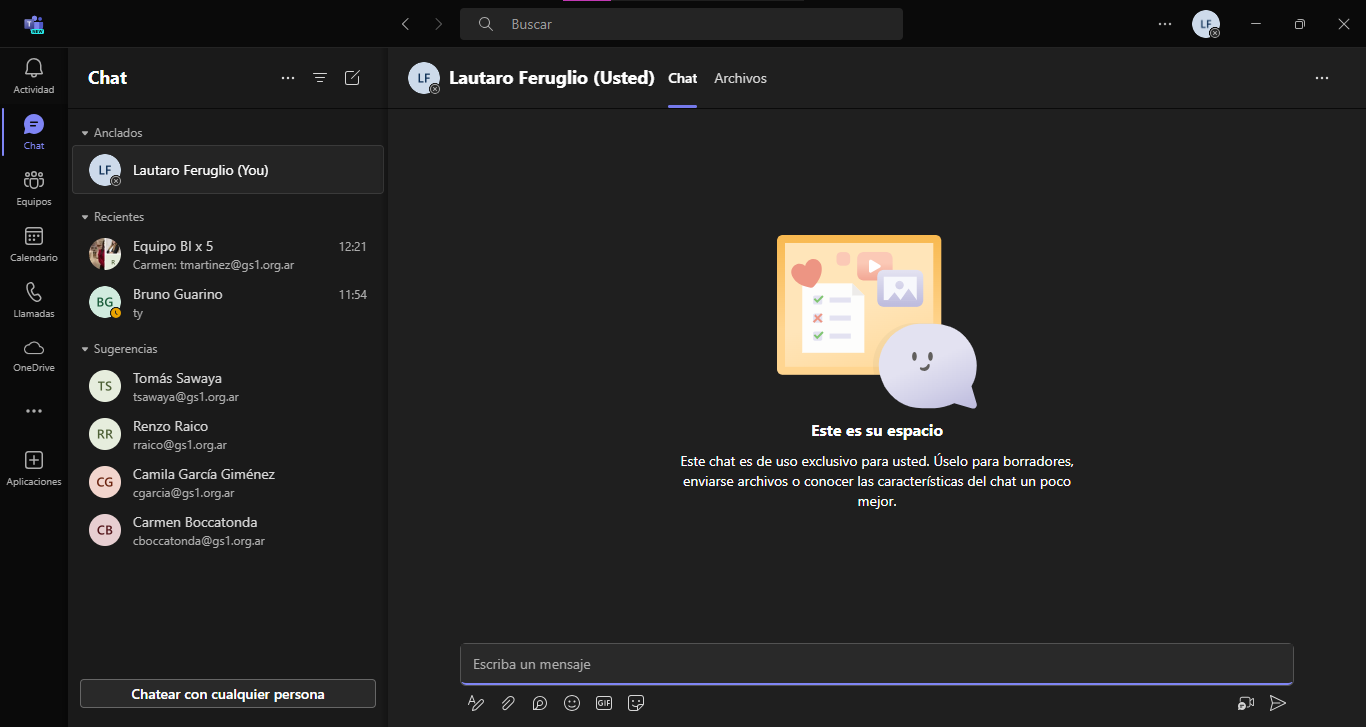 NEW
Buscar
LF
Actividad
Chat
Equipos
Calendario
Llamadas
OneDrive
Aplicaciones
Chat
Anclados
LF
Lautaro Feruglio (You)
Recientes
R
Equipo BI x 5
12:21
Carmen: tmartinez@gs1.org.ar
BG
Bruno Guarino
11:54
ty
Sugerencias
TS
Tomás Sawaya
tsawaya@gs1.org.ar
RR
Renzo Raico
rraico@gs1.org.ar
CG
Camila García Giménez
cgarcia@gs1.org.ar
CB
Carmen Boccatonda
cboccatonda@gs1.org.ar
Chatear con cualquier persona
LF
Lautaro Feruglio (Usted)
Chat
Archivos
Este es su espacio
Este chat es de uso exclusivo para usted. Úselo para borradores,
enviarse archivos o conocer las características del chat un poco
mejor.
Escriba un mensaje
GIF